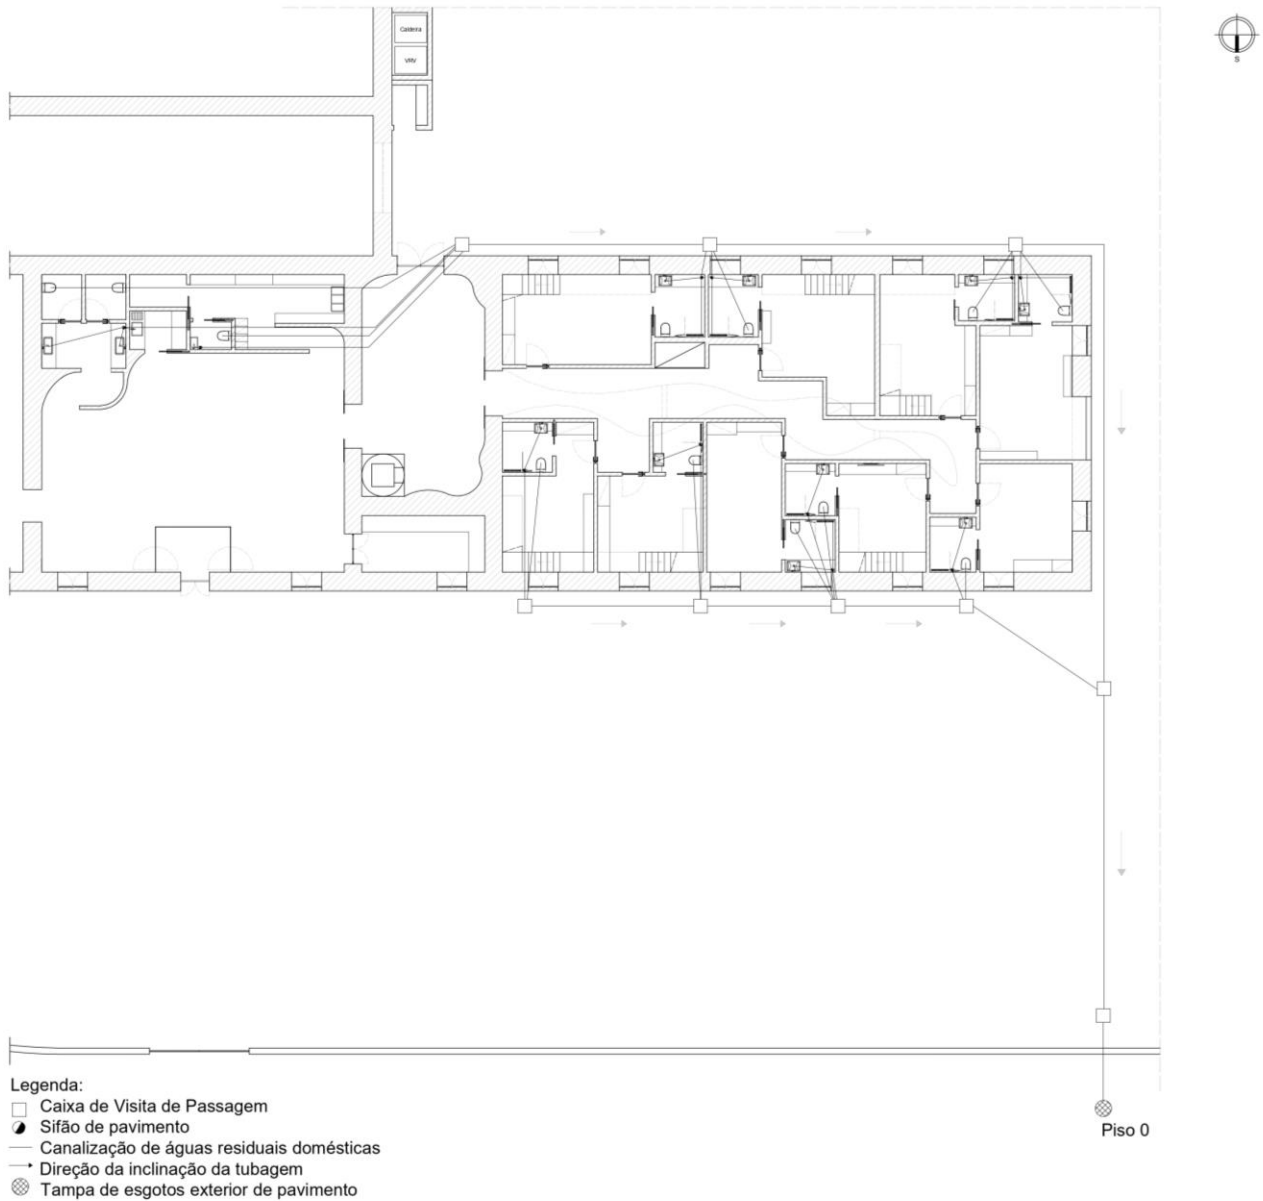 Caldeira
VRV
S
Piso 0
Legenda:
Caixa de Visita de Passagem
Sifão de pavimento
Canalização de águas residuais domésticas
Direção da inclinação da tubagem
Tampa de esgotos exterior de pavimento